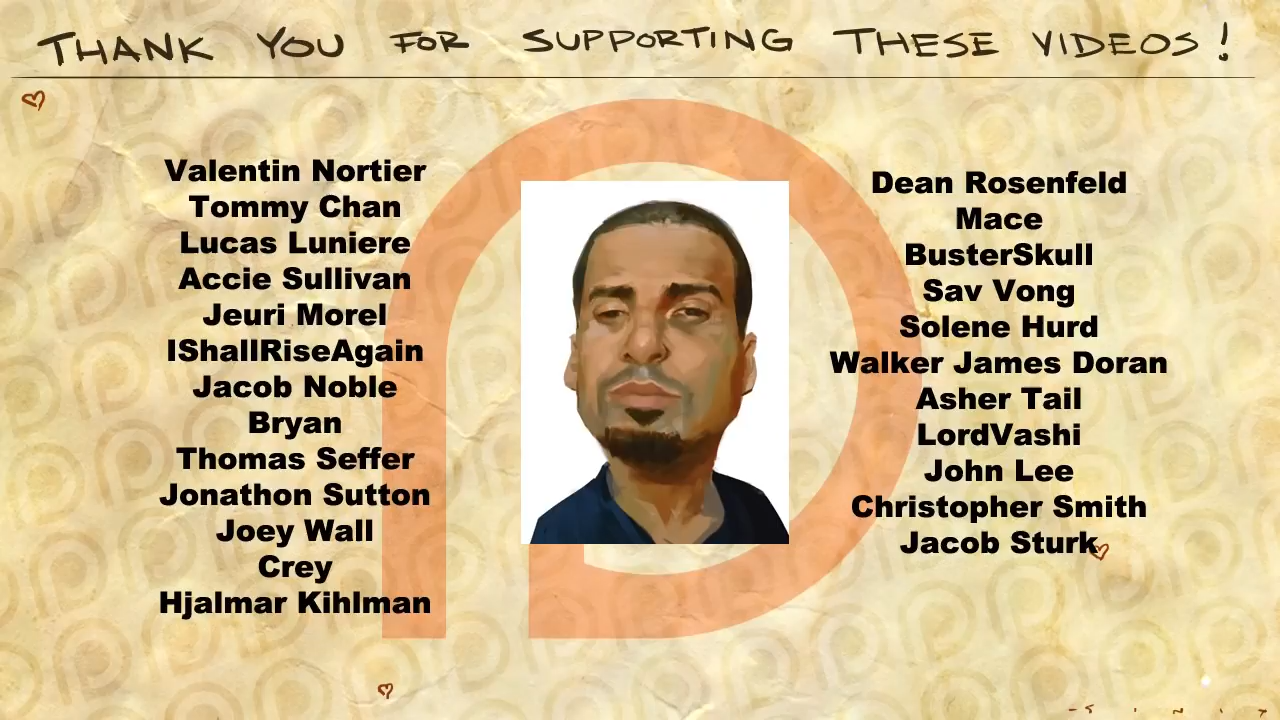 THANK YOU FOR SUPPORTING THESE VIDEOS!
Valentin Nortier
Tommy Chan
Lucas Luniere
Accie Sullivan
Jeuri Morel
IShallRiseAgain
Jacob Noble
Bryan
Thomas Seffer
Jonathon Sutton
Joey Wall
Crey
Hjalmar Kihlman
Dean Rosenfeld
Mace
BusterSkull
Sav Vong
Solene Hurd
Walker James Doran
Asher Tail
LordVashi
John Lee
Christopher Smith
Jacob Sturk